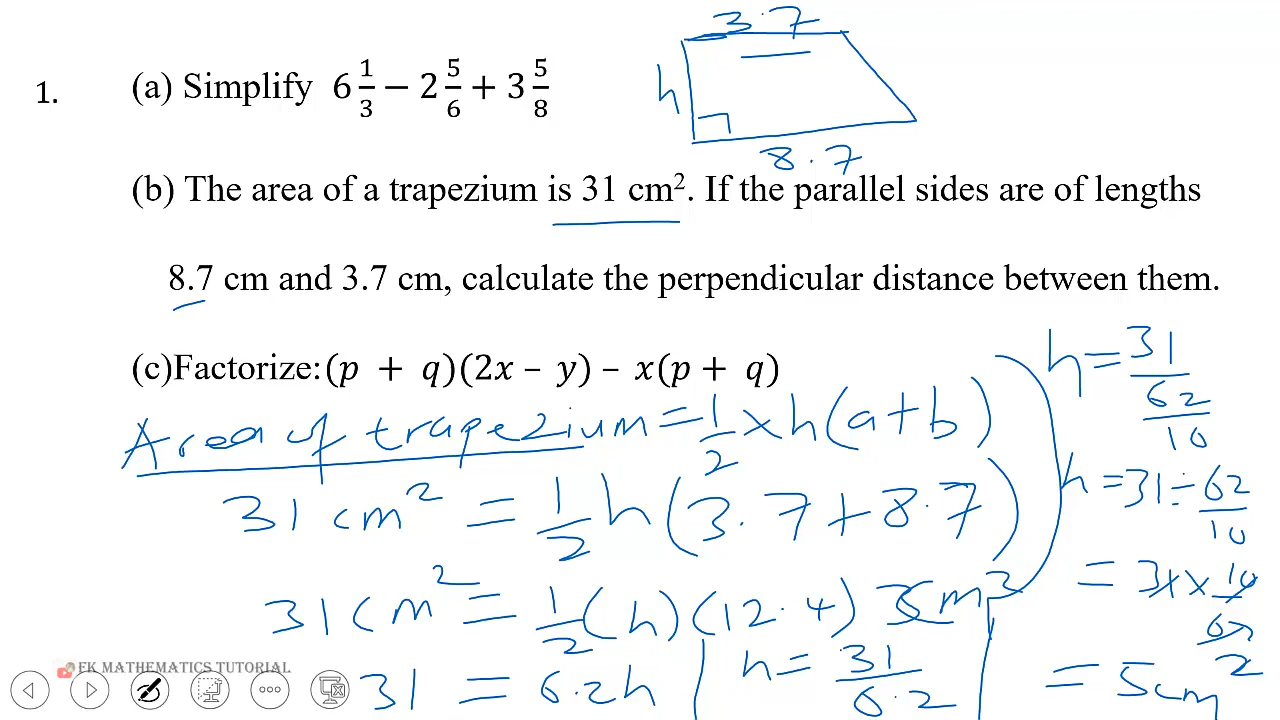 3.7
1. (a) Simplify 6 1/3 − 2 5/6 + 3 5/8
h
8.7
(b) The area of a trapezium is 31 cm². If the parallel sides are of lengths
8.7 cm and 3.7 cm, calculate the perpendicular distance between them.
(c)Factorize:(p + q)(2x – y) – x(p + q)
Area of trapezium = 1/2 × h(a+b)
31 cm² = 1/2 h(3.7+8.7)
31 cm² = 1/2 (h)(12.4)
31 = 6.2h
h = 31/6.2
h = 31/(62/10)
h = 31 ÷ 62/10
= 31 × 10/62
2
= 5cm
EK MATHEMATICS TUTORIAL